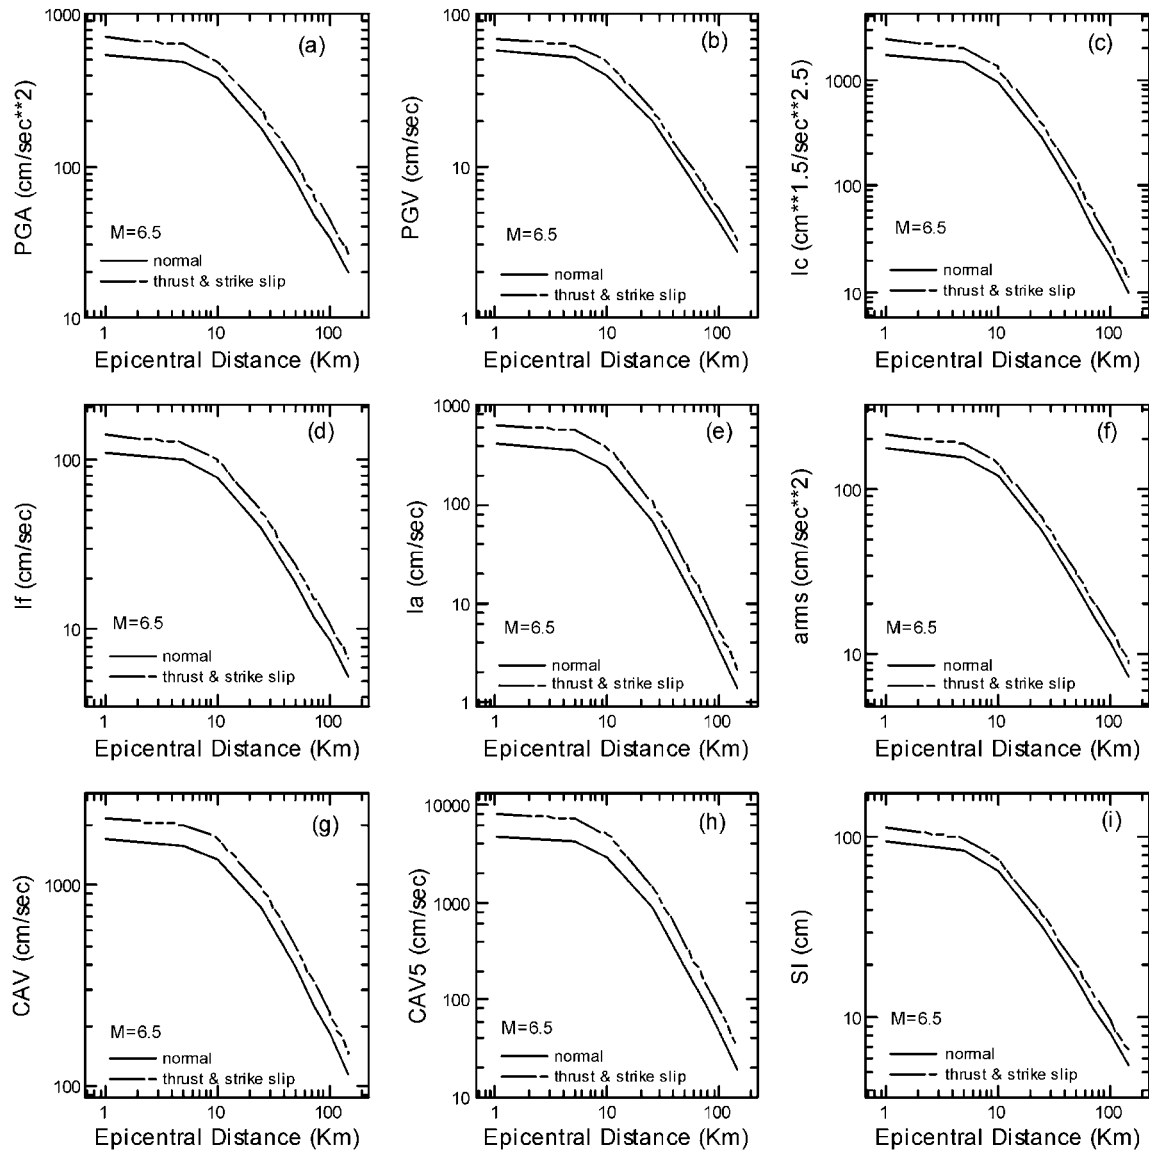 1000
100
10
PGA (cm/sec**2)
(a)
M=6.5
normal
thrust & strike slip
1
10
100
Epicentral Distance (Km)
100
10
1
PGV (cm/sec)
(b)
M=6.5
normal
thrust & strike slip
1
10
100
Epicentral Distance (Km)
1000
100
10
Ic (cm**1.5/sec**2.5)
(c)
M=6.5
normal
thrust & strike slip
1
10
100
Epicentral Distance (Km)
100
10
If (cm/sec)
(d)
M=6.5
normal
thrust & strike slip
1
10
100
Epicentral Distance (Km)
1000
100
10
1
Ia (cm/sec)
(e)
M=6.5
normal
thrust & strike slip
1
10
100
Epicentral Distance (Km)
100
10
arms (cm/sec**2)
(f)
M=6.5
normal
thrust & strike slip
1
10
100
Epicentral Distance (Km)
1000
100
CAV (cm/sec)
(g)
M=6.5
normal
thrust & strike slip
1
10
100
Epicentral Distance (Km)
10000
1000
100
10
CAV5 (cm/sec)
(h)
M=6.5
normal
thrust & strike slip
1
10
100
Epicentral Distance (Km)
100
10
SI (cm)
(i)
M=6.5
normal
thrust & strike slip
1
10
100
Epicentral Distance (Km)